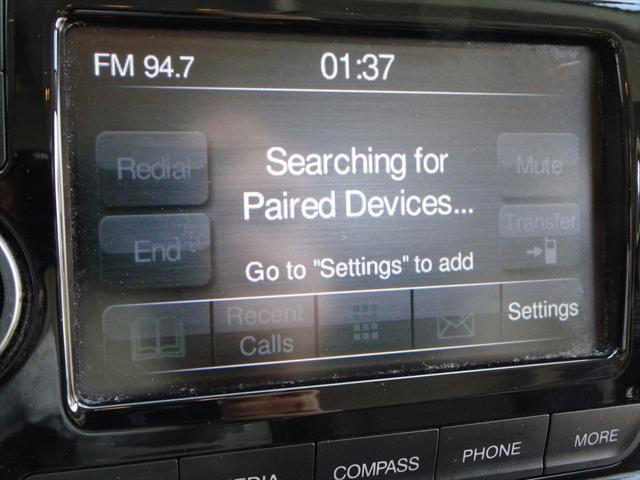 FM 94.7 01:37
Redial
Searching for
Paired Devices...
Mute
End
Go to "Settings" to add
Transfer
Recent
Calls
Settings
COMPASS
PHONE
MORE